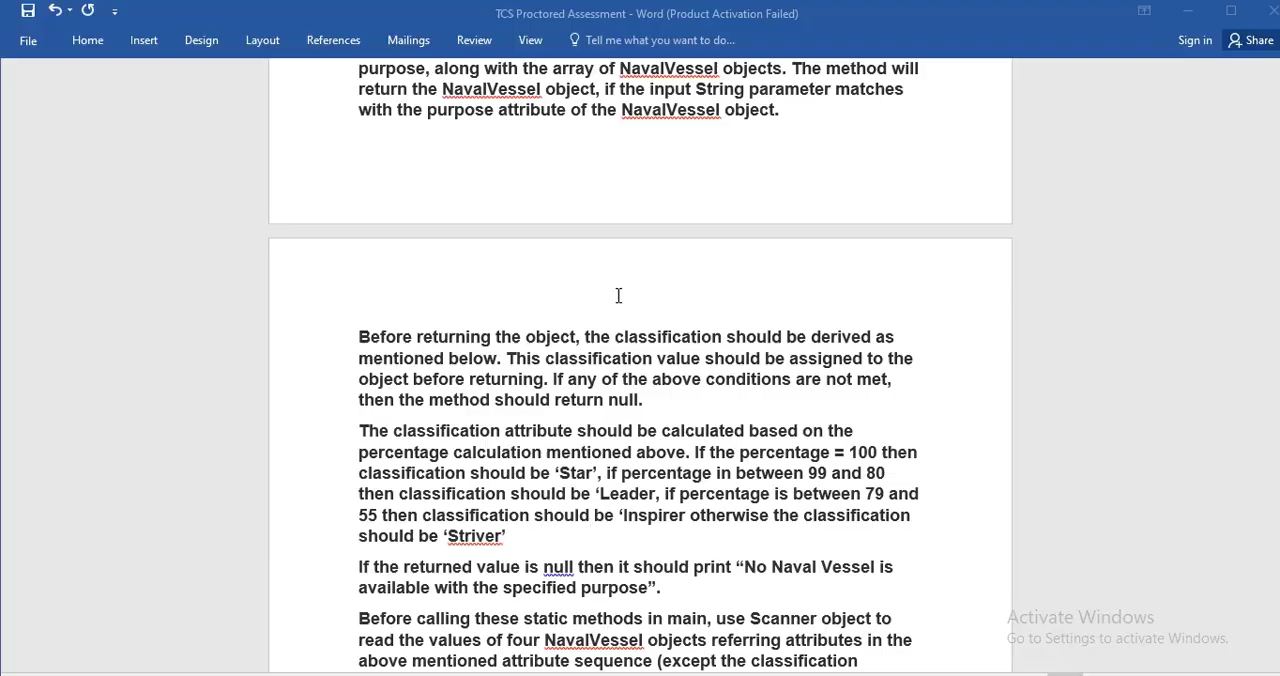 TCS Proctored Assessment - Word (Product Activation Failed)
File Home Insert Design Layout References Mailings Review View Tell me what you want to do... Sign in Share
purpose, along with the array of NavalVessel objects. The method will
return the NavalVessel object, if the input String parameter matches
with the purpose attribute of the NavalVessel object.
Before returning the object, the classification should be derived as
mentioned below. This classification value should be assigned to the
object before returning. If any of the above conditions are not met,
then the method should return null.
The classification attribute should be calculated based on the
percentage calculation mentioned above. If the percentage = 100 then
classification should be ‘Star’, if percentage in between 99 and 80
then classification should be ‘Leader, if percentage is between 79 and
55 then classification should be ‘Inspirer otherwise the classification
should be ‘Striver’
If the returned value is null then it should print “No Naval Vessel is
available with the specified purpose”.
Before calling these static methods in main, use Scanner object to
read the values of four NavalVessel objects referring attributes in the
above mentioned attribute sequence (except the classification
Activate Windows
Go to Settings to activate Windows.